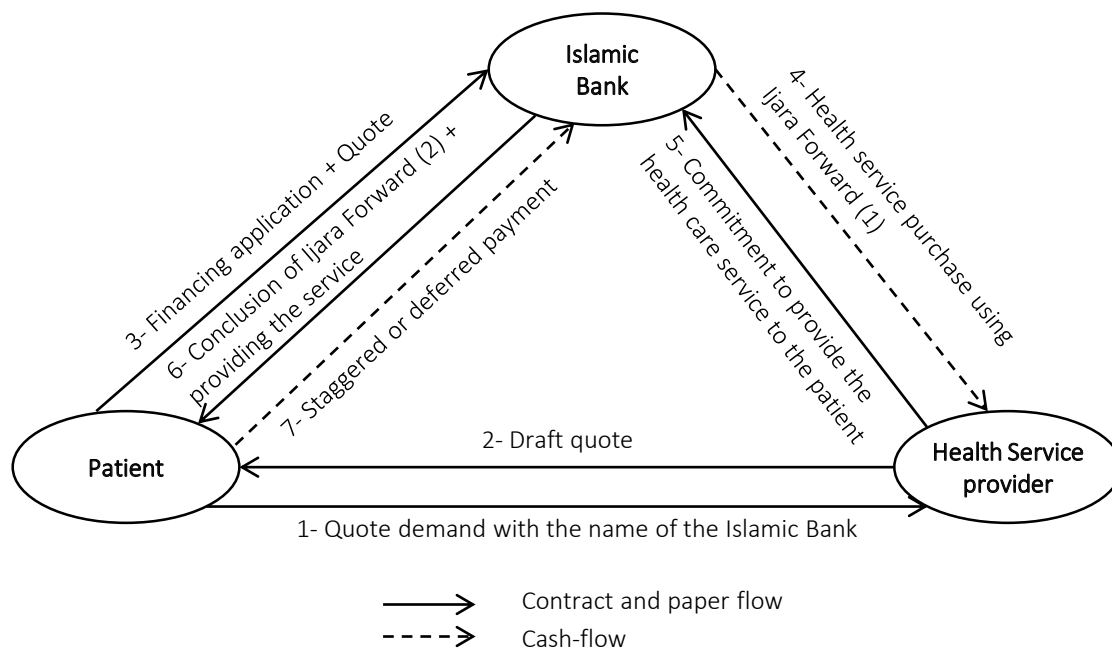 Islamic
Bank
3- Financing application + Quote
6- Conclusion of Ijara Forward (2) +
providing the service
7- Staggered or deferred payment
4- Health service purchase using
Ijara Forward (1)
5- Commitment to provide the
health care service to the patient
Patient
2- Draft quote
Health Service
provider
1- Quote demand with the name of the Islamic Bank
Contract and paper flow
Cash-flow